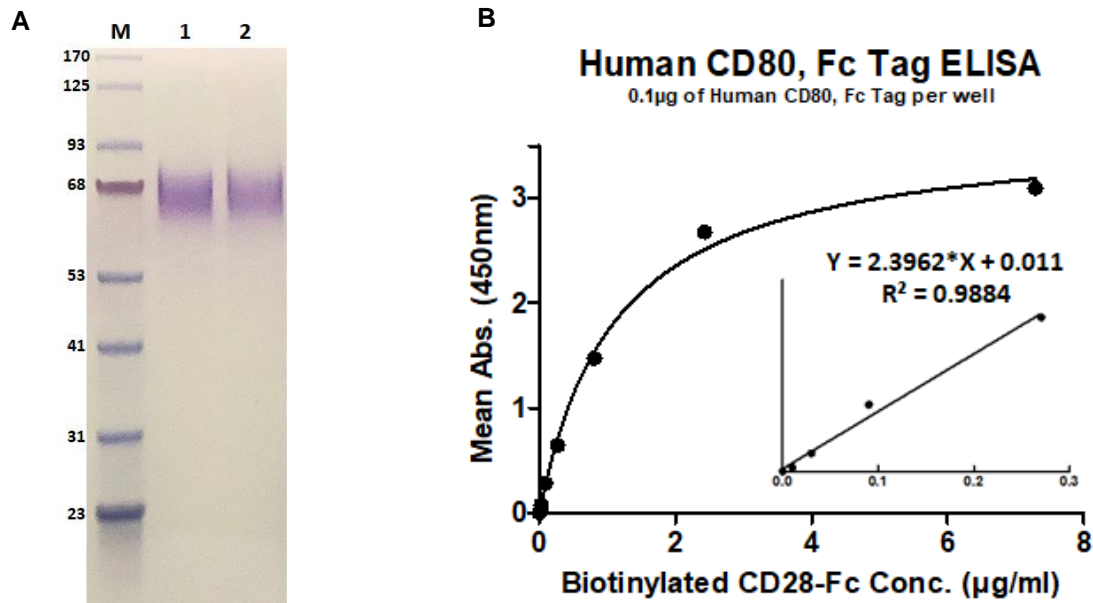 A
M 1 2
170
125
93
68
53
41
31
23
B
Human CD80, Fc Tag ELISA
0.1µg of Human CD80, Fc Tag per well
Mean Abs. (450nm)
3
2
1
0
Y = 2.3962*X + 0.011
R² = 0.9884
0.0 0.1 0.2 0.3
0 2 4 6 8
Biotinylated CD28-Fc Conc. (µg/ml)